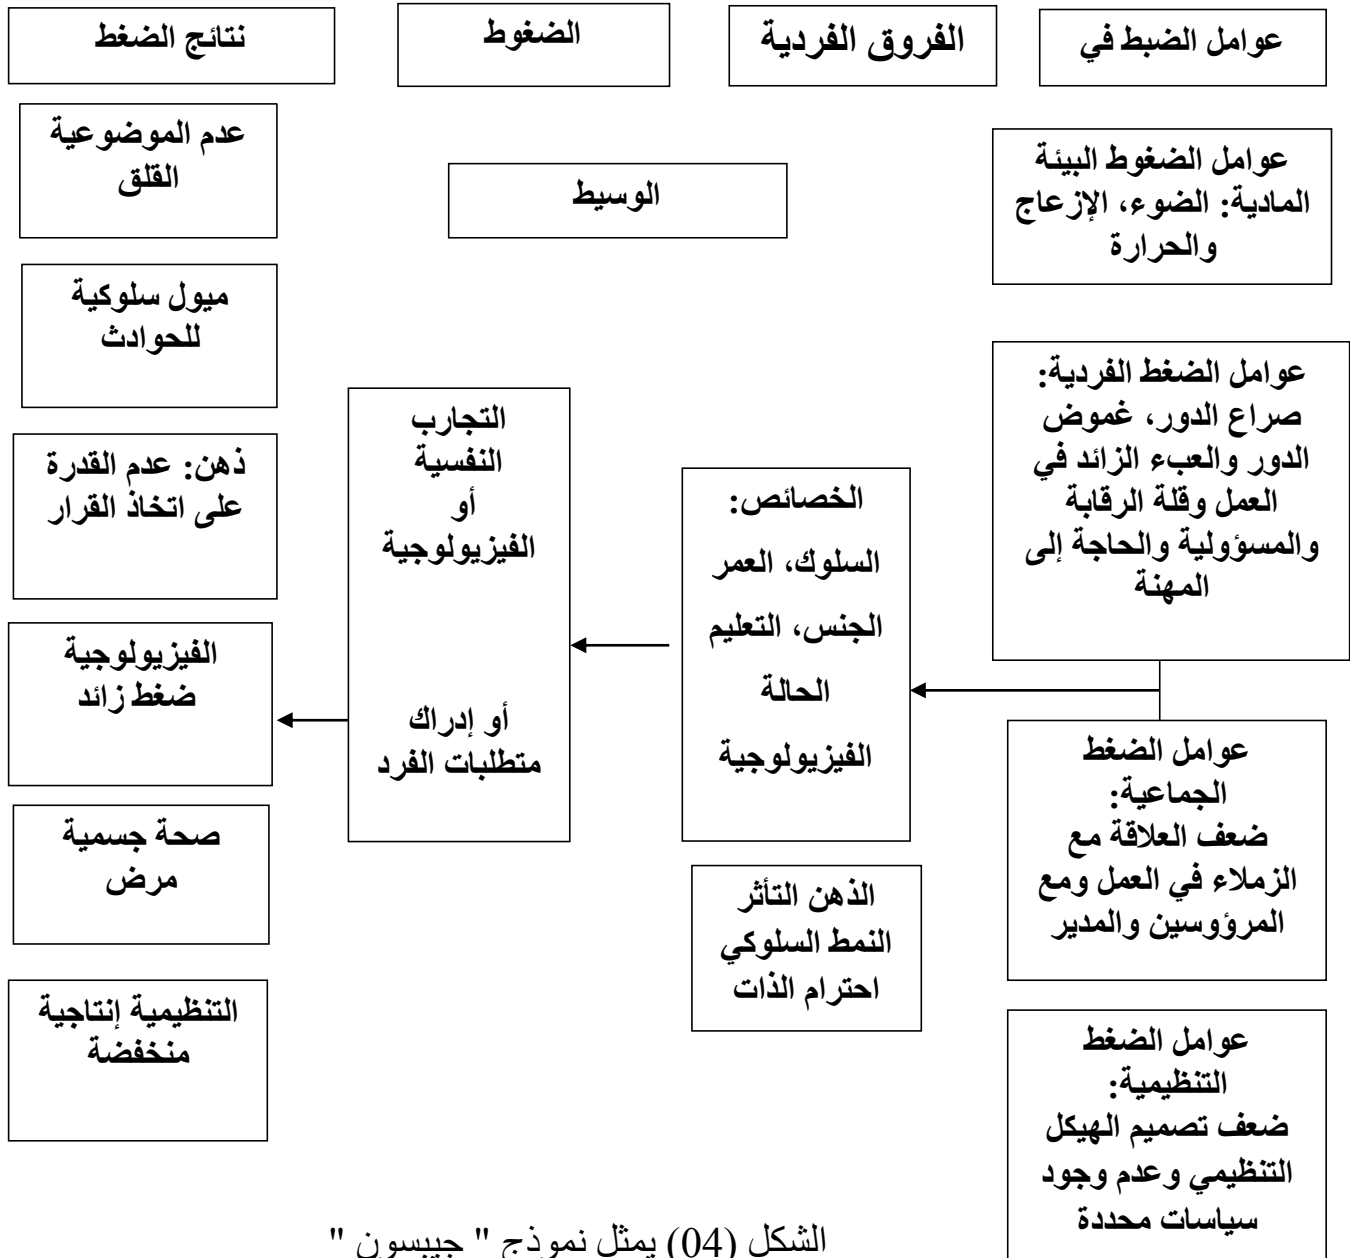 عوامل الضبط في
الفروق الفردية
الضغوط
نتائج الضغط
عوامل الضغوط البيئة
المادية: الضوء، الإزعاج
والحرارة
عوامل الضغط الفردية:
صراع الدور، غموض
الدور والعبء الزائد في
العمل وقلة الرقابة
والمسؤولية والحاجة إلى
المهنة
عوامل الضغط
الجماعية:
ضعف العلاقة مع
الزملاء في العمل ومع
المرؤوسين والمدير
عوامل الضغط
التنظيمية:
ضعف تصميم الهيكل
التنظيمي وعدم وجود
سياسات محددة
الخصائص:
السلوك، العمر
الجنس، التعليم
الحالة
الفيزيولوجية
الذهن التأثر
النمط السلوكي
احترام الذات
الوسيط
التجارب
النفسية
أو
الفيزيولوجية
أو إدراك
متطلبات الفرد
عدم الموضوعية
القلق
ميول سلوكية
للحوادث
ذهن: عدم القدرة
على اتخاذ القرار
الفيزيولوجية
ضغط زائد
صحة جسمية
مرض
التنظيمية إنتاجية
منخفضة
الشكل (04) يمثل نموذج " جيبسون "